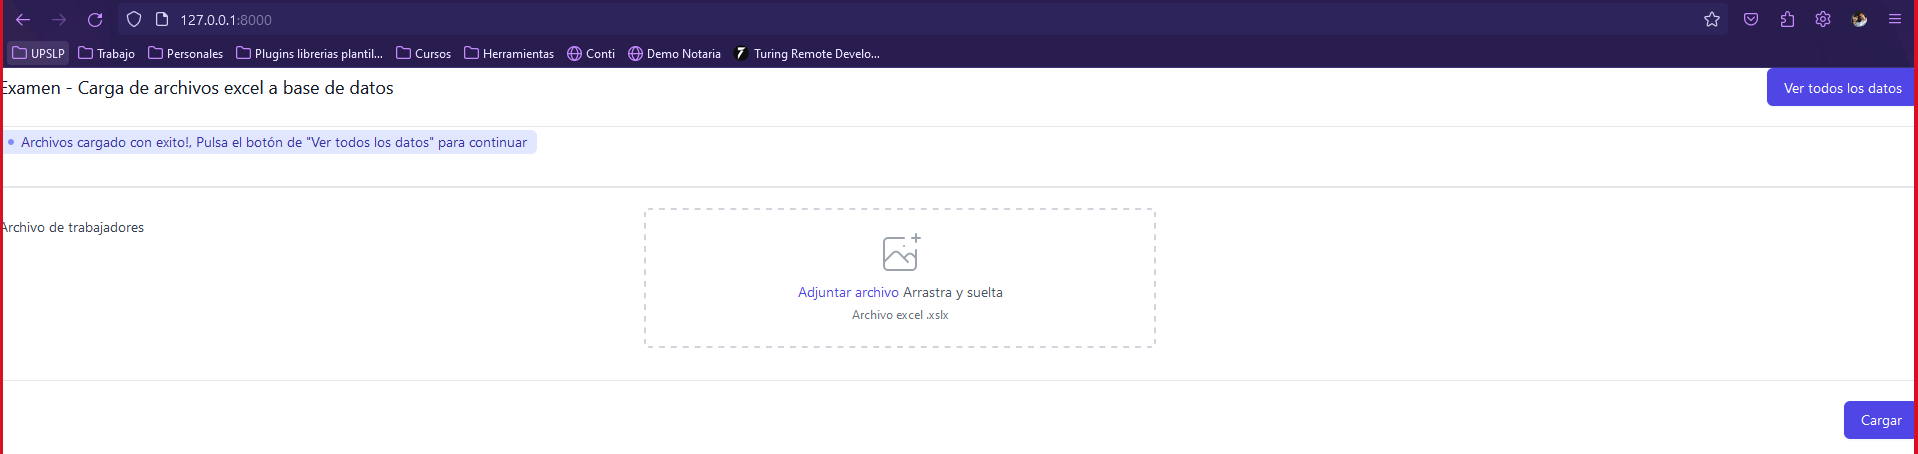 127.0.0.1:8000
UPSLP Trabajo Personales Plugins librerias plantil... Cursos Herramientas Conti Demo Notaria Turing Remote Develo...
Examen - Carga de archivos excel a base de datos Ver todos los datos
Archivos cargado con exito!, Pulsa el botón de "Ver todos los datos" para continuar
Archivo de trabajadores
Adjuntar archivo Arrastra y suelta
Archivo excel .xslx
Cargar